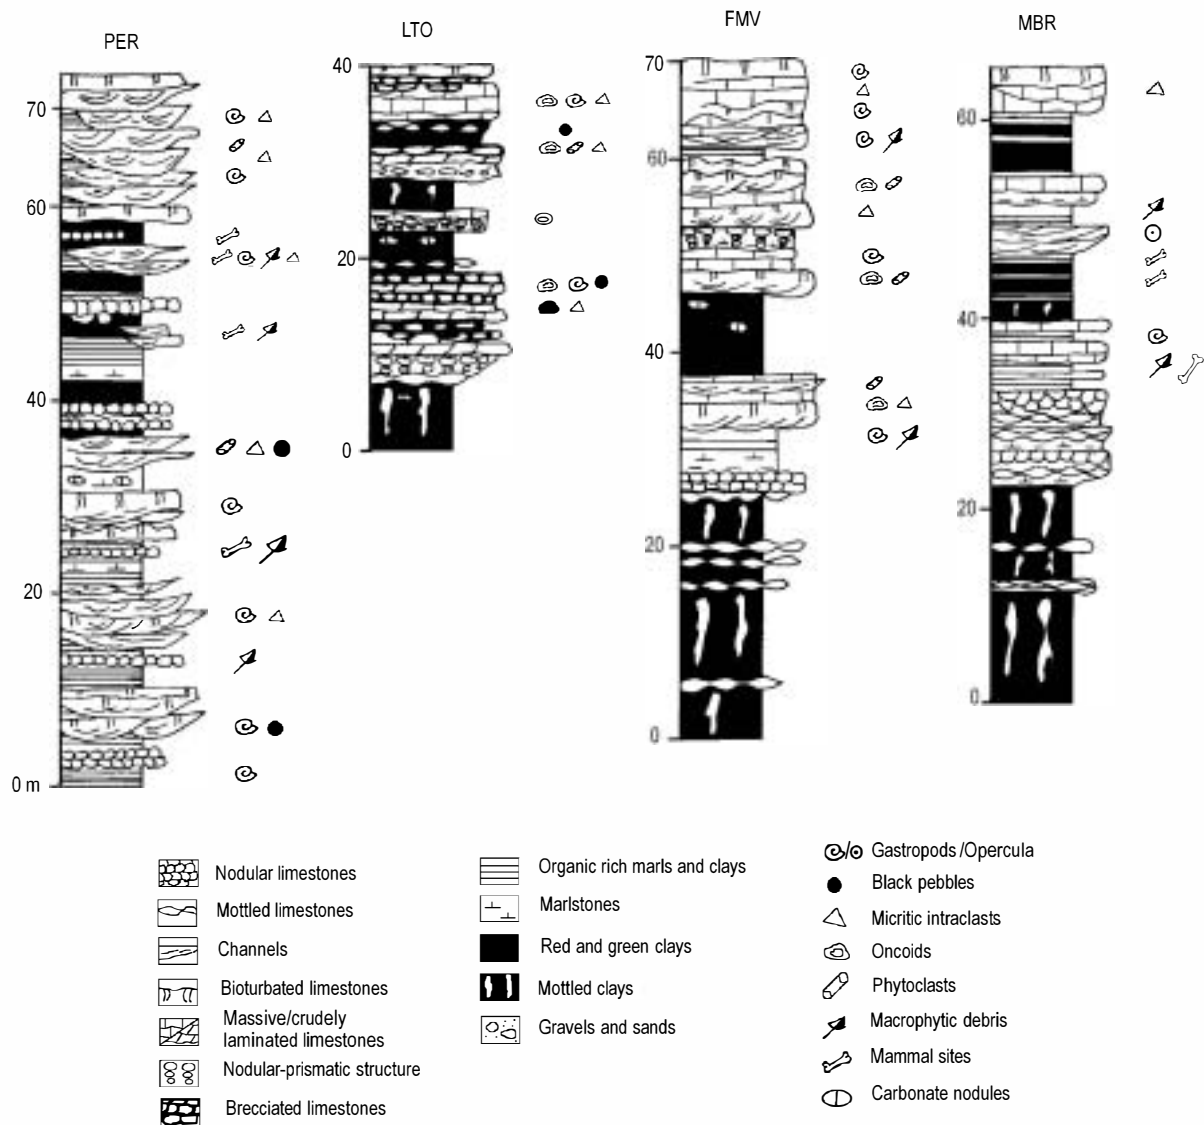 PER
LTO
FMV
MBR
70
60
40
20
0 m
40
20
0
70
60
40
20
0
60
40
20
0
Nodular limestones
Mottled limestones
Channels
Bioturbated limestones
Massive/crudely
laminated limestones
Nodular-prismatic structure
Brecciated limestones
Organic rich marls and clays
Marlstones
Red and green clays
Mottled clays
Gravels and sands
Gastropods/Opercula
Black pebbles
Micritic intraclasts
Oncoids
Phytoclasts
Macrophytic debris
Mammal sites
Carbonate nodules